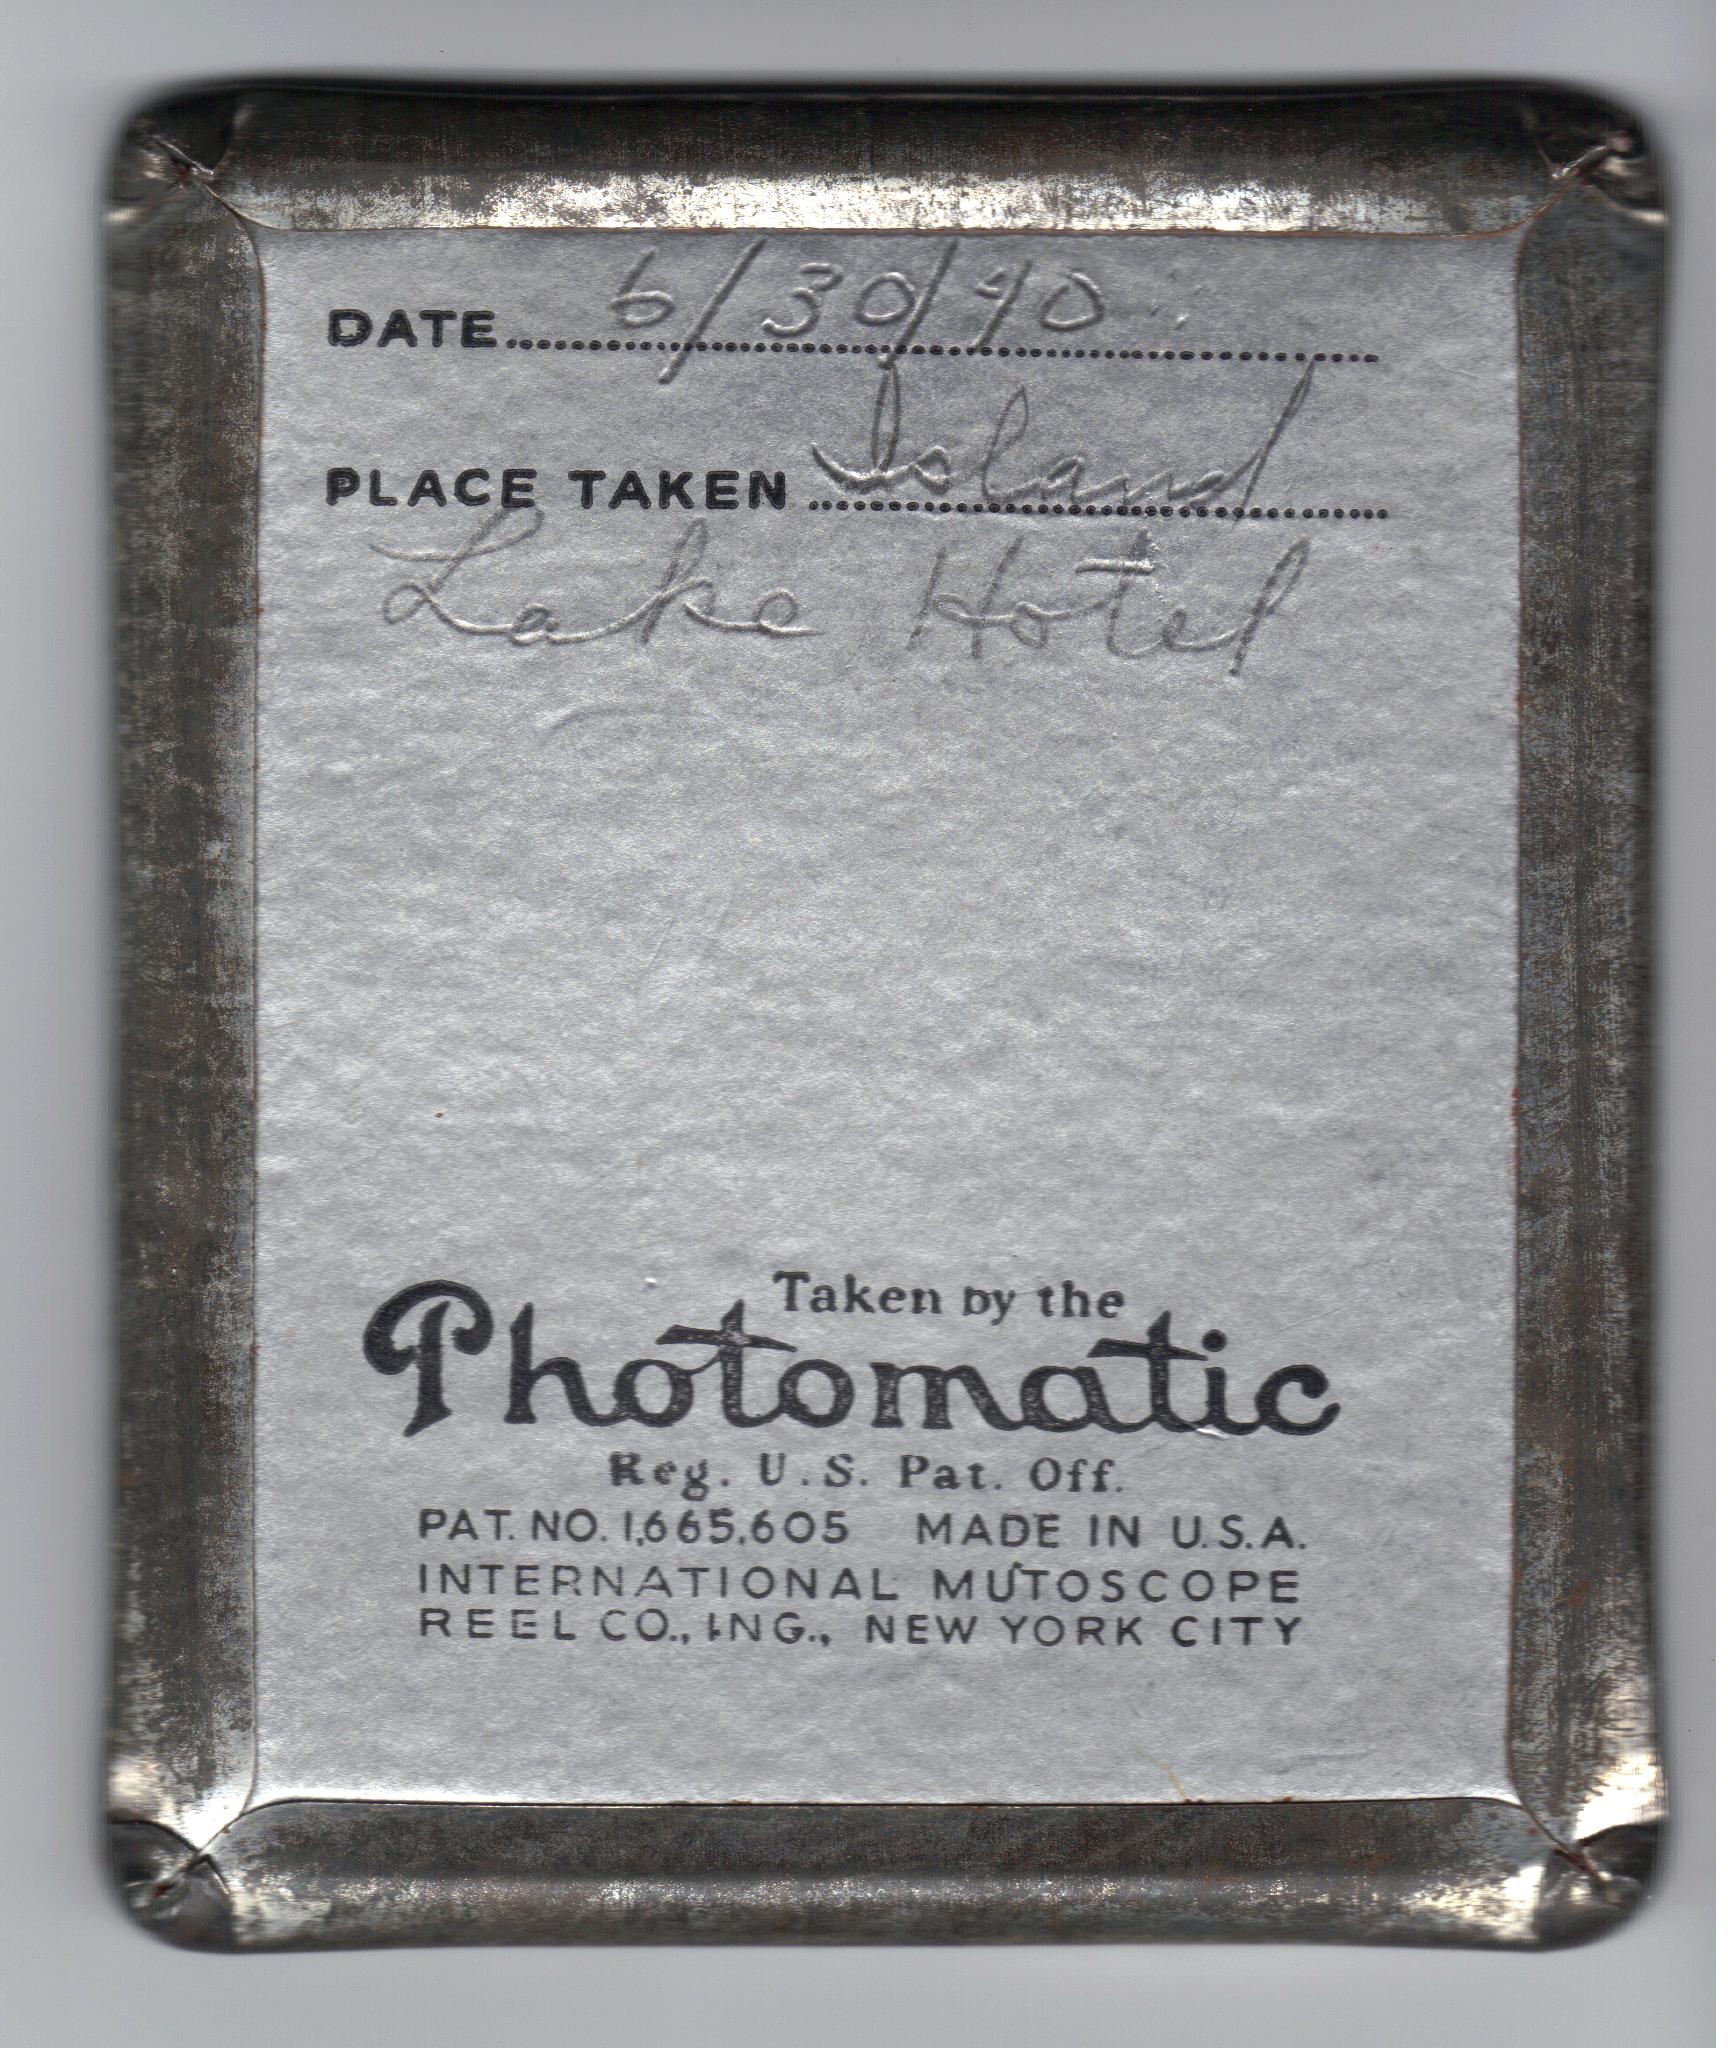 DATE 6/30/40
PLACE TAKEN Island
Lake Hotel
Taken by the
Photomatic
Reg. U.S. Pat. Off.
PAT. NO. 1,665,605 MADE IN U.S.A.
INTERNATIONAL MUTOSCOPE
REEL CO., INC., NEW YORK CITY